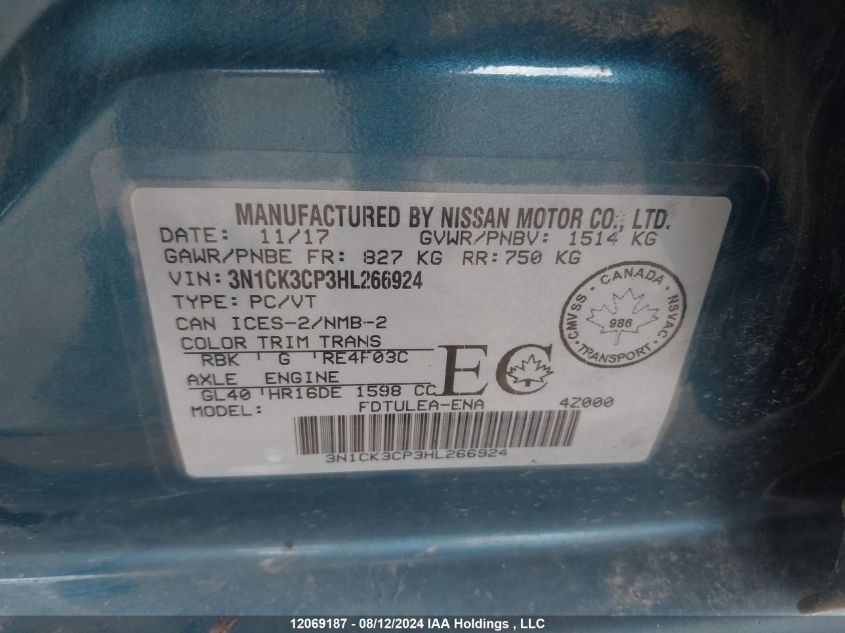 MANUFACTURED BY NISSAN MOTOR CO., LTD.
DATE: 11/17 GVWR/PNBV: 1514 KG
GAWR/PNBE FR: 827 KG RR: 750 KG
VIN: 3N1CK3CP3HL266924
TYPE: PC/VT
CAN ICES-2/NMB-2
COLOR TRIM TRANS
RBK G RE4F03C
AXLE ENGINE
GL40 HR16DE 1598 CC
MODEL: FDTULEA-ENA 4Z000
3N1CK3CP3HL266924
EC
CMVSS · CANADA · NSVAC
986
· TRANSPORT ·
12069187 - 08/12/2024 IAA Holdings , LLC